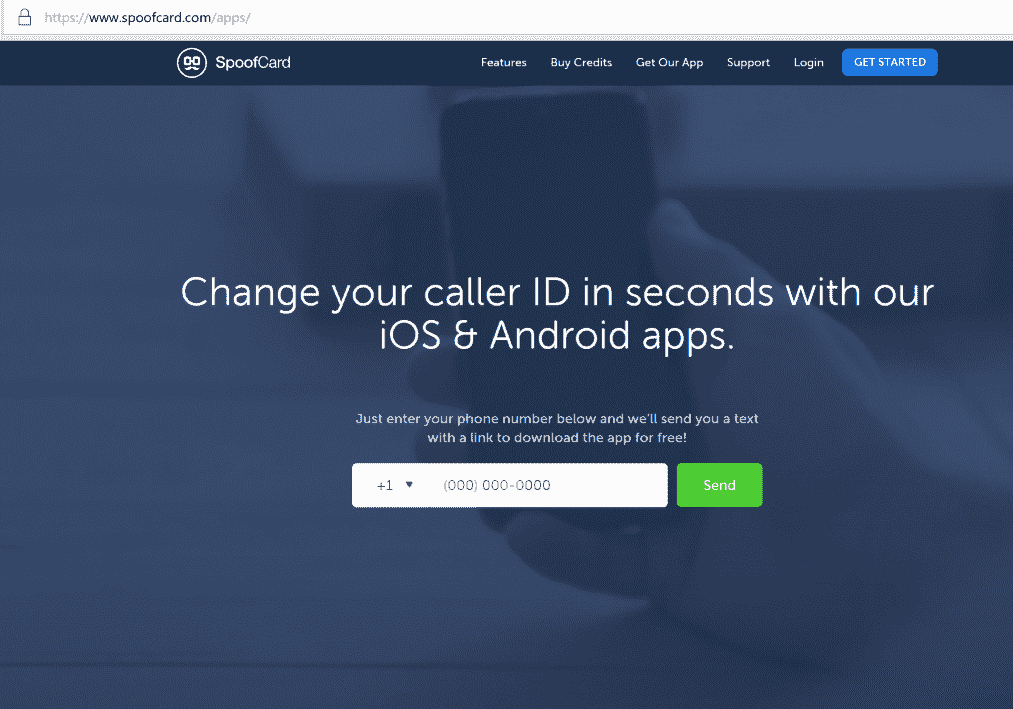 https://www.spoofcard.com/apps/
SpoofCard
Features
Buy Credits
Get Our App
Support
Login
GET STARTED
Change your caller ID in seconds with our
iOS & Android apps.
Just enter your phone number below and we'll send you a text
with a link to download the app for free!
+1
(000) 000-0000
Send